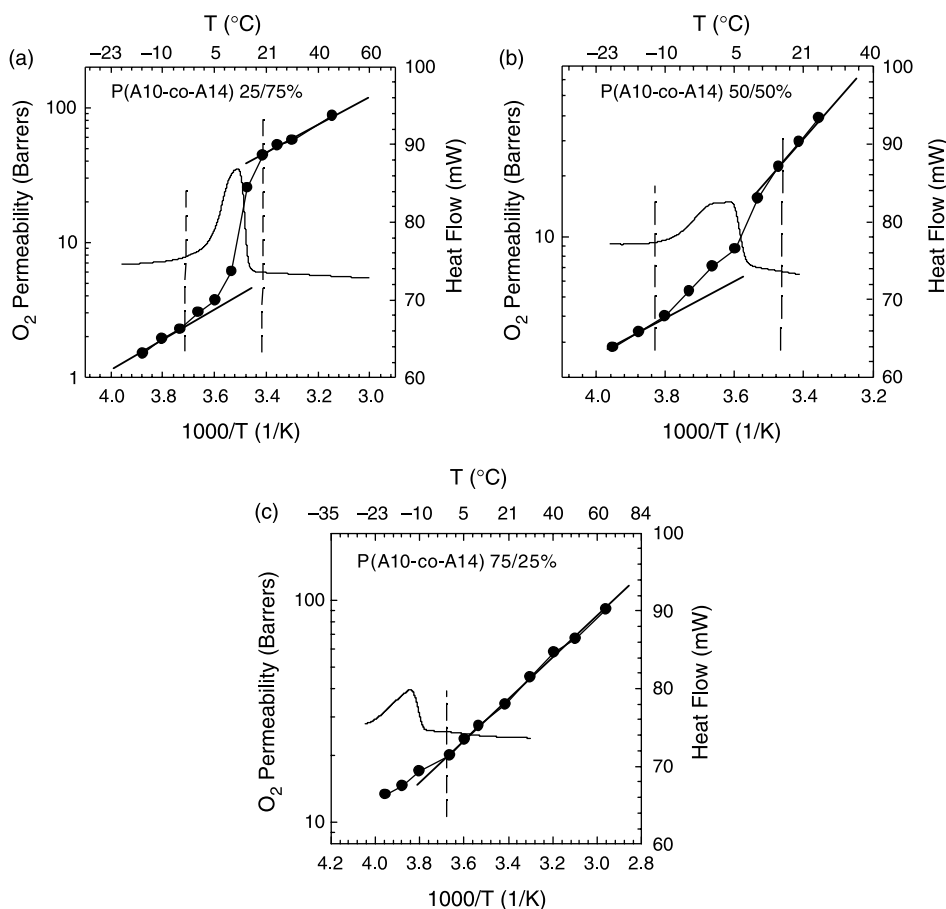 T (°C)
−23 −10 5 21 40 60
(a)
P(A10-co-A14) 25/75%
O₂ Permeability (Barrers)
100
10
1
Heat Flow (mW)
100
90
80
70
60
4.0 3.8 3.6 3.4 3.2 3.0
1000/T (1/K)
T (°C)
−23 −10 5 21 40
(b)
P(A10-co-A14) 50/50%
O₂ Permeability (Barrers)
10
Heat Flow (mW)
100
90
80
70
60
4.0 3.8 3.6 3.4 3.2
1000/T (1/K)
T (°C)
−35 −23 −10 5 21 40 60 84
(c)
P(A10-co-A14) 75/25%
O₂ Permeability (Barrers)
100
10
Heat Flow (mW)
100
90
80
70
60
4.2 4.0 3.8 3.6 3.4 3.2 3.0 2.8
1000/T (1/K)